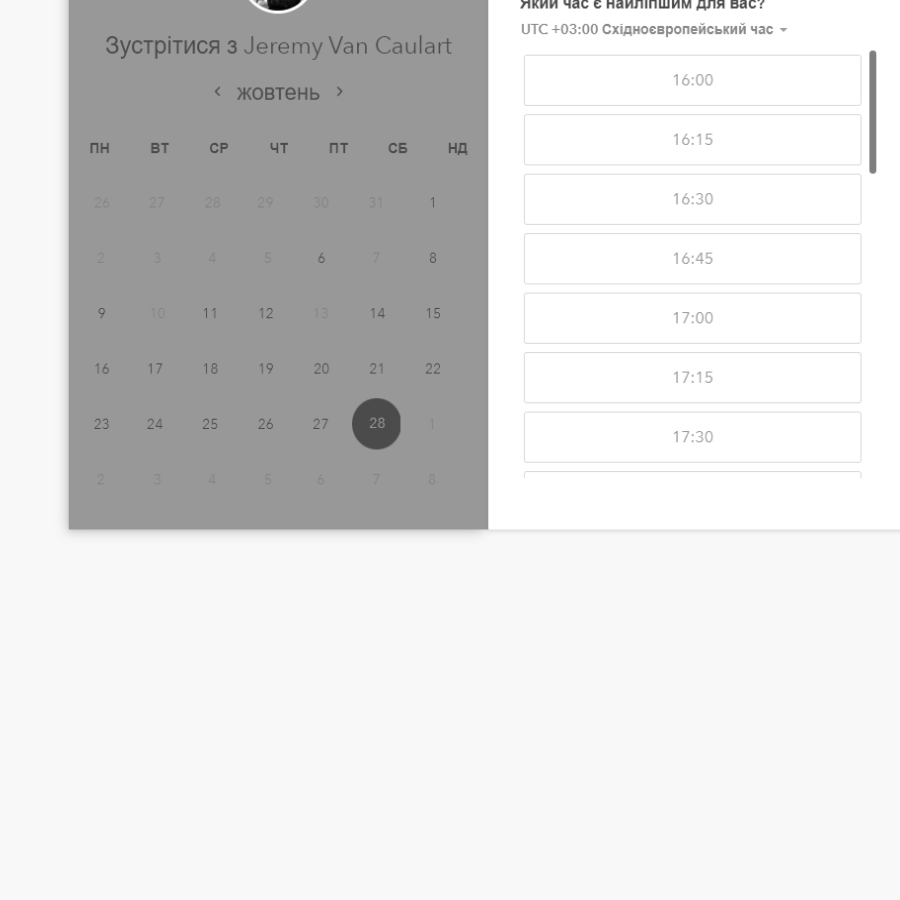 Зустрітися з Jeremy Van Caulart
‹ жовтень ›
ПН ВТ СР ЧТ ПТ СБ НД
26 27 28 29 30 31 1
2 3 4 5 6 7 8
9 10 11 12 13 14 15
16 17 18 19 20 21 22
23 24 25 26 27 28 1
2 3 4 5 6 7 8
Який час є найліпшим для вас?
UTC +03:00 Східноєвропейський час
16:00
16:15
16:30
16:45
17:00
17:15
17:30